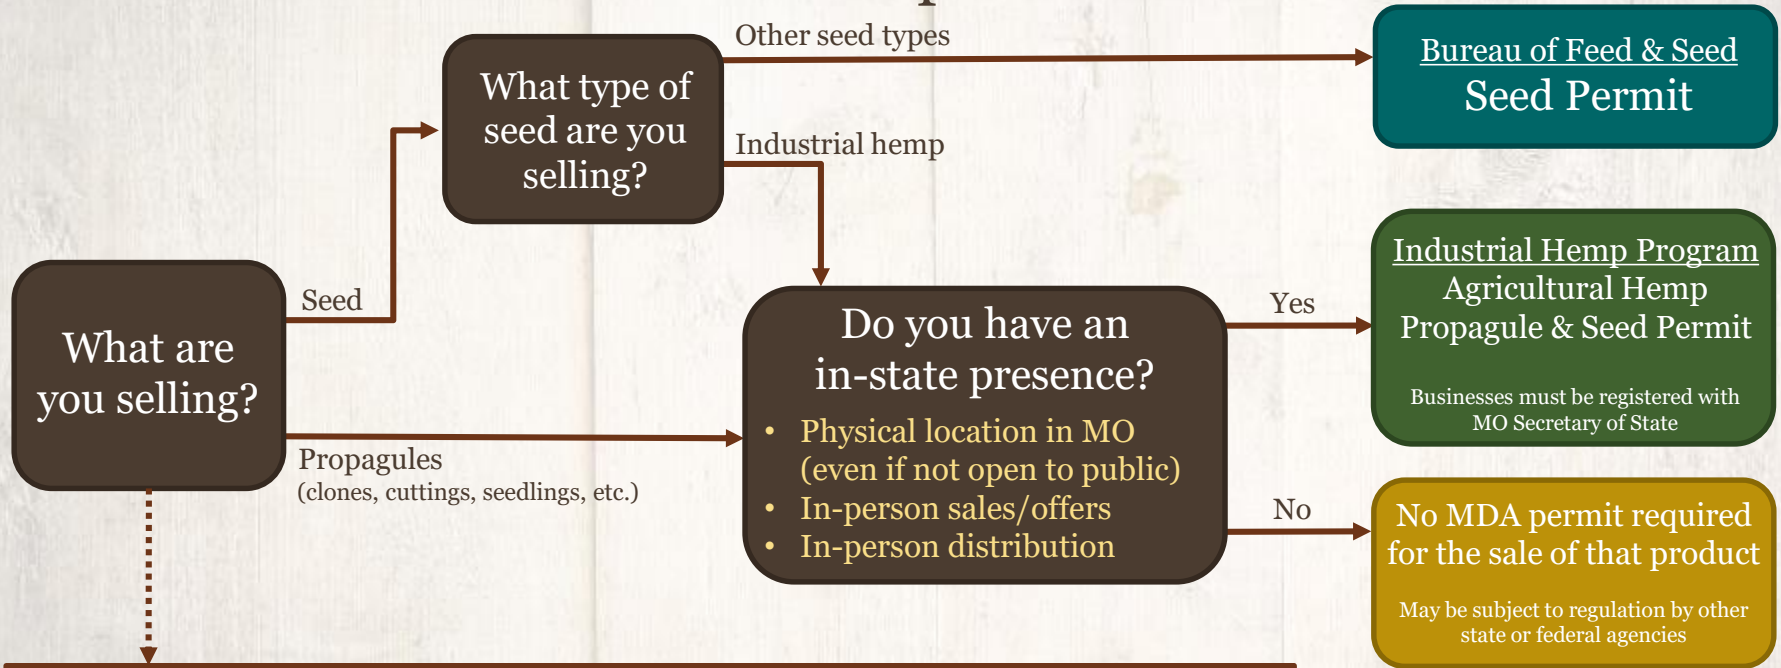 Other seed types
Bureau of Feed & Seed
Seed Permit
What type of
seed are you
selling?
Industrial hemp
Industrial Hemp Program
Agricultural Hemp
Propagule & Seed Permit
Businesses must be registered with
MO Secretary of State
Seed
What are
you selling?
Propagules
(clones, cuttings, seedlings, etc.)
Do you have an
in-state presence?
• Physical location in MO
(even if not open to public)
• In-person sales/offers
• In-person distribution
Yes
No
No MDA permit required
for the sale of that product
May be subject to regulation by other
state or federal agencies